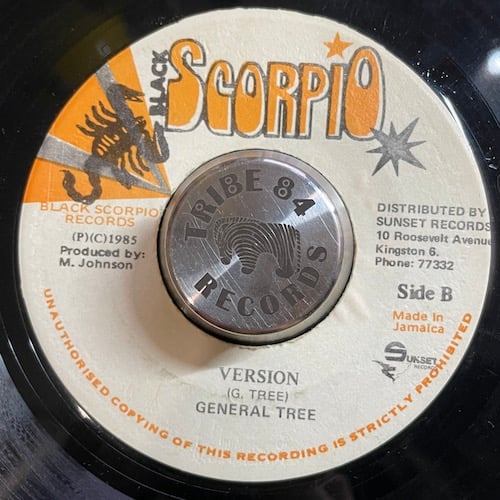 BLACK
SCORPIO
BLACK SCORPIO
RECORDS
(P)(C)1985
Produced by:
M. Johnson
TRIBE 84
RECORDS
DISTRIBUTED BY
SUNSET RECORDS
10 Roosevelt Avenue
Kingston 6.
Phone: 77332
Side B
Made In
Jamaica
SUNSET
RECORDS
VERSION
(G. TREE)
GENERAL TREE
UNAUTHORISED COPYING OF THIS RECORDING IS STRICTLY PROHIBITED